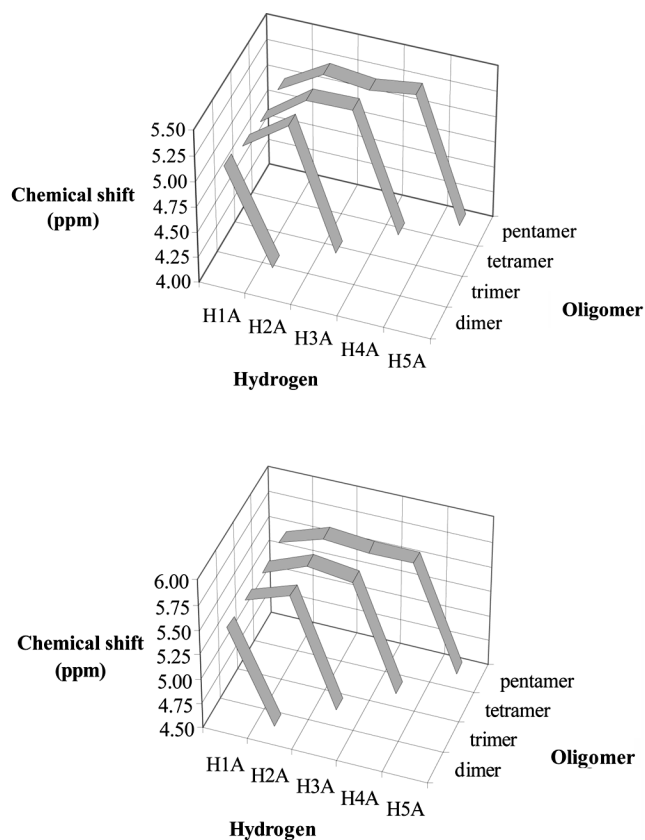 5.50
5.25
5.00
4.75
4.50
4.25
4.00
Chemical shift
(ppm)
H1A
H2A
H3A
H4A
H5A
Hydrogen
pentamer
tetramer
trimer
dimer
Oligomer
6.00
5.75
5.50
5.25
5.00
4.75
4.50
Chemical shift
(ppm)
H1A
H2A
H3A
H4A
H5A
Hydrogen
pentamer
tetramer
trimer
dimer
Oligomer